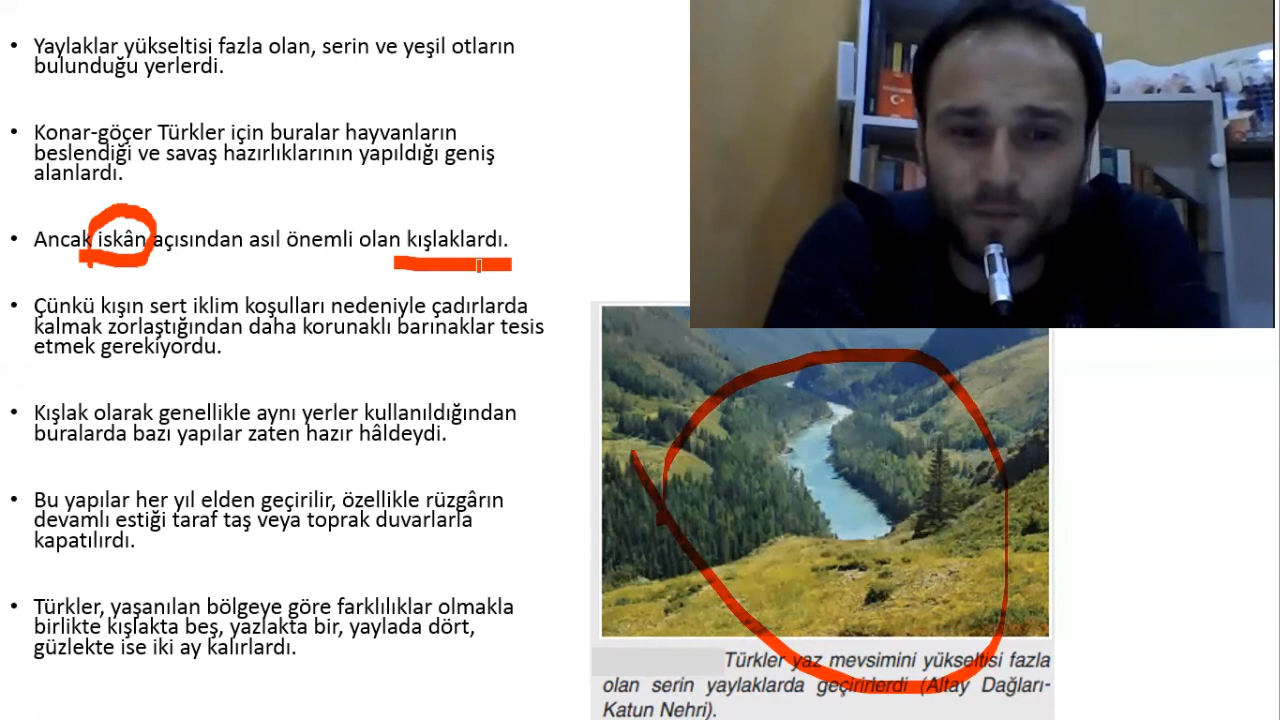 • Yaylaklar yükseltisi fazla olan, serin ve yeşil otların
bulunduğu yerlerdi.
• Konar-göçer Türkler için buralar hayvanların
beslendiği ve savaş hazırlıklarının yapıldığı geniş
alanlardı.
• Ancak iskân açısından asıl önemli olan kışlaklardı.
• Çünkü kışın sert iklim koşulları nedeniyle çadırlarda
kalmak zorlaştığından daha korunaklı barınaklar tesis
etmek gerekiyordu.
• Kışlak olarak genellikle aynı yerler kullanıldığından
buralarda bazı yapılar zaten hazır hâldeydi.
• Bu yapılar her yıl elden geçirilir, özellikle rüzgârın
devamlı estiği taraf taş veya toprak duvarlarla
kapatılırdı.
• Türkler, yaşanılan bölgeye göre farklılıklar olmakla
birlikte kışlakta beş, yazlakta bir, yaylada dört,
güzlekte ise iki ay kalırlardı.
Türkler yaz mevsimini yükseltisi fazla
olan serin yaylaklarda geçirirlerdi (Altay Dağları-
Katun Nehri).